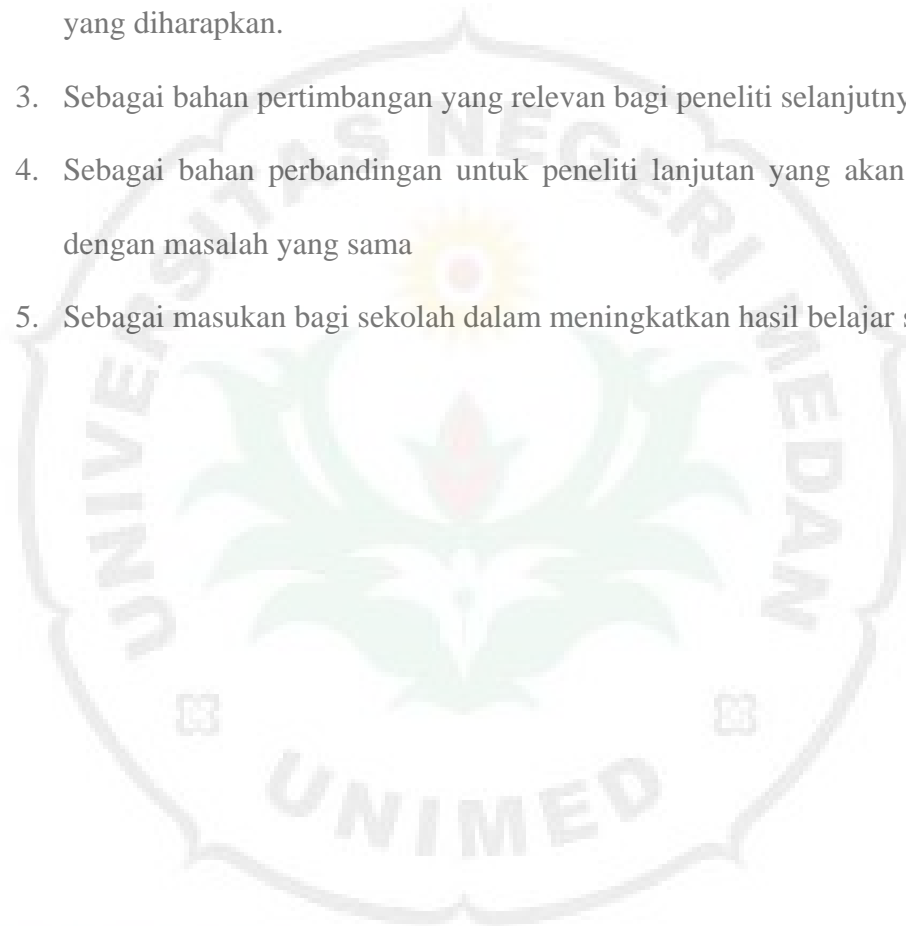 yang diharapkan.
3. Sebagai bahan pertimbangan yang relevan bagi peneliti
4. Sebagai bahan perbandingan untuk peneliti lanjutan yang akan
dengan masalah yang sama
5. Sebagai masukan bagi sekolah dalam meningkatkan hasil belajar
UNIVERSITAS NEGERI MEDAN
UNIMED